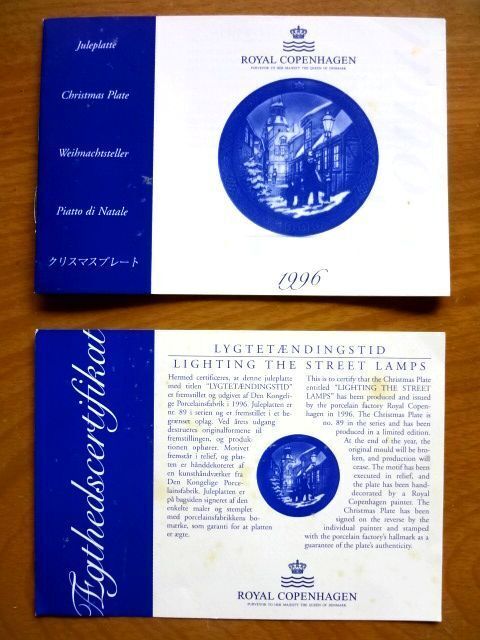 Juleplatte
Christmas Plate
Weihnachtsteller
Piatto di Natale
クリスマスプレート
ROYAL COPENHAGEN
PURVEYOR TO HER MAJESTY THE QUEEN OF DENMARK
1996
Ægthedscertifikat
LYGTETÆNDINGSTID
LIGHTING THE STREET LAMPS
Hermed certificeres, at denne juleplatte
med titlen "LYGTETÆNDINGSTID"
er fremstillet og udgivet af Den Kongeli-
ge Porcelainsfabrik i 1996. Juleplatten er
nr. 89 i serien og er fremstillet i et be-
grænset oplag. Ved årets udgang
destrueres originalformene til
fremstillingen, og produk-
tionen ophører. Motivet
fremstår i relief, og plat-
ten er hånddekoreret af
en kunsthåndværker fra
Den Kongelige Porce-
lainsfabrik. Juleplatten er
på bagsiden signeret af den
enkelte maler og stemplet
med porcelainsfabrikkens bo-
mærke, som garanti for at platten
er ægte.
This is to certify that the Christmas Plate
entitled "LIGHTING THE STREET
LAMPS" has been produced and issued
by the porcelain factory Royal Copen-
hagen in 1996. The Christmas Plate is
no. 89 in the series and has been
produced in a limited edition.
At the end of the year, the
original mould will be bro-
ken, and production will
cease. The motif has been
executed in relief, and
the plate has been hand-
decorated by a Royal
Copenhagen painter. The
Christmas Plate has been
signed on the reverse by the
individual painter and stamped
with the porcelain factory's hallmark as a
guarantee of the plate's authenticity.
ROYAL COPENHAGEN
PURVEYOR TO HER MAJESTY THE QUEEN OF DENMARK